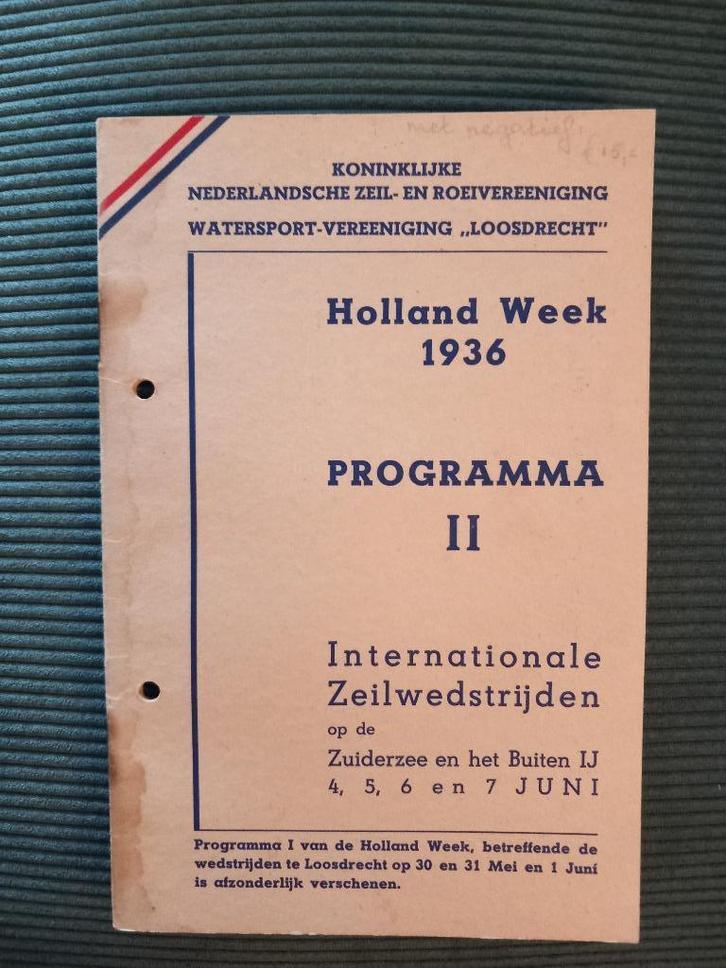 met negatief.
€ 15,-
KONINKLIJKE
NEDERLANDSCHE ZEIL- EN ROEIVEREENIGING
WATERSPORT-VEREENIGING „LOOSDRECHT"
Holland Week
1936
PROGRAMMA
II
Internationale
Zeilwedstrijden
op de
Zuiderzee en het Buiten IJ
4, 5, 6 en 7 JUNI
Programma I van de Holland Week, betreffende de
wedstrijden te Loosdrecht op 30 en 31 Mei en 1 Juni
is afzonderlijk verschenen.